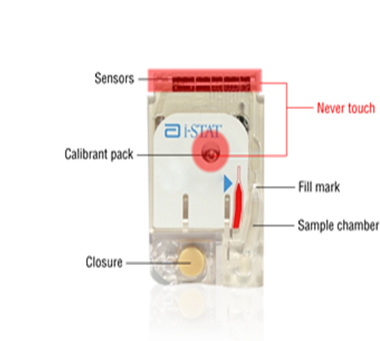 Sensors
Never touch
i-STAT
Calibrant pack
Fill mark
Sample chamber
Closure